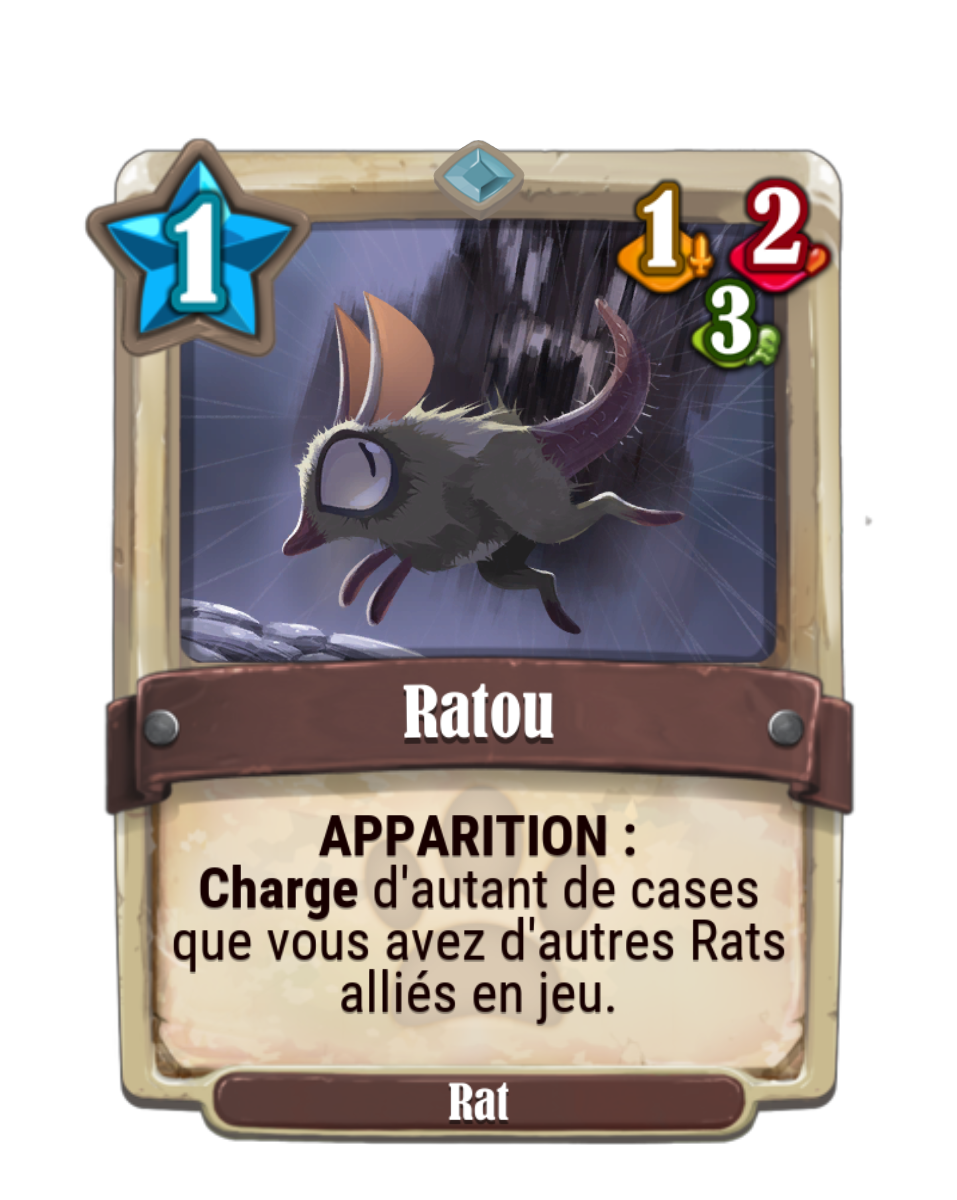 1
1
2
3
Ratou
APPARITION :
Charge d'autant de cases
que vous avez d'autres Rats
alliés en jeu.
Rat